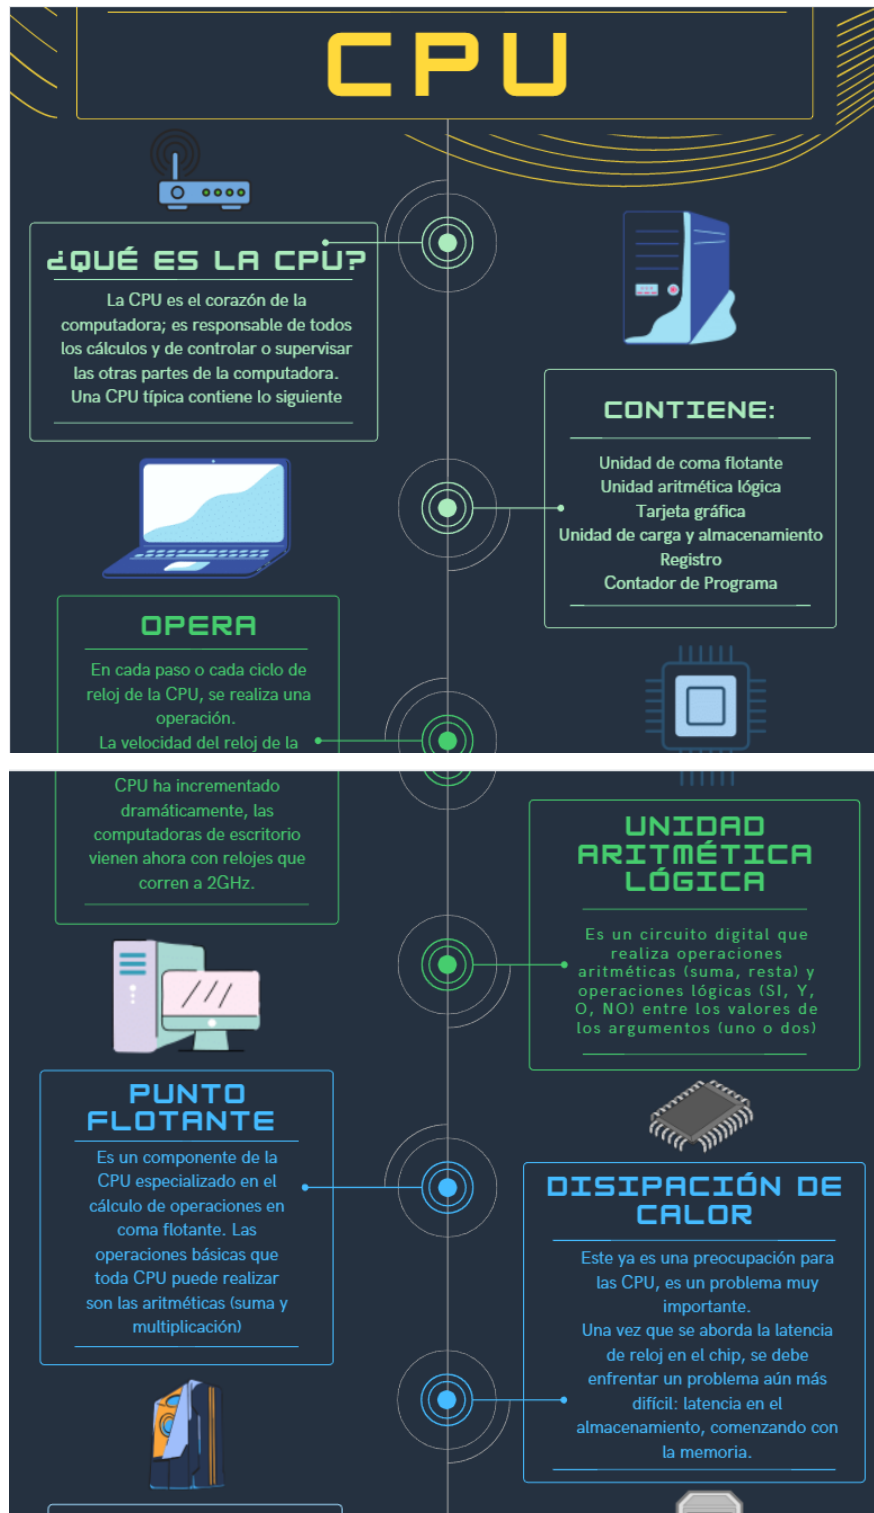 CPU
¿QUÉ ES LA CPU?
La CPU es el corazón de la
computadora; es responsable de todos
los cálculos y de controlar o supervisar
las otras partes de la computadora.
Una CPU típica contiene lo siguiente
CONTIENE:
Unidad de coma flotante
Unidad aritmética lógica
Tarjeta gráfica
Unidad de carga y almacenamiento
Registro
Contador de Programa
OPERA
En cada paso o cada ciclo de
reloj de la CPU, se realiza una
operación.
La velocidad del reloj de la
CPU ha incrementado
dramáticamente, las
computadoras de escritorio
vienen ahora con relojes que
corren a 2GHz.
UNIDAD
ARITMÉTICA
LÓGICA
Es un circuito digital que
realiza operaciones
aritméticas (suma, resta) y
operaciones lógicas (SI, Y,
O, NO) entre los valores de
los argumentos (uno o dos)
PUNTO
FLOTANTE
Es un componente de la
CPU especializado en el
cálculo de operaciones en
coma flotante. Las
operaciones básicas que
toda CPU puede realizar
son las aritméticas (suma y
multiplicación)
DISIPACIÓN DE
CALOR
Este ya es una preocupación para
las CPU, es un problema muy
importante.
Una vez que se aborda la latencia
de reloj en el chip, se debe
enfrentar un problema aún más
difícil: latencia en el
almacenamiento, comenzando con
la memoria.